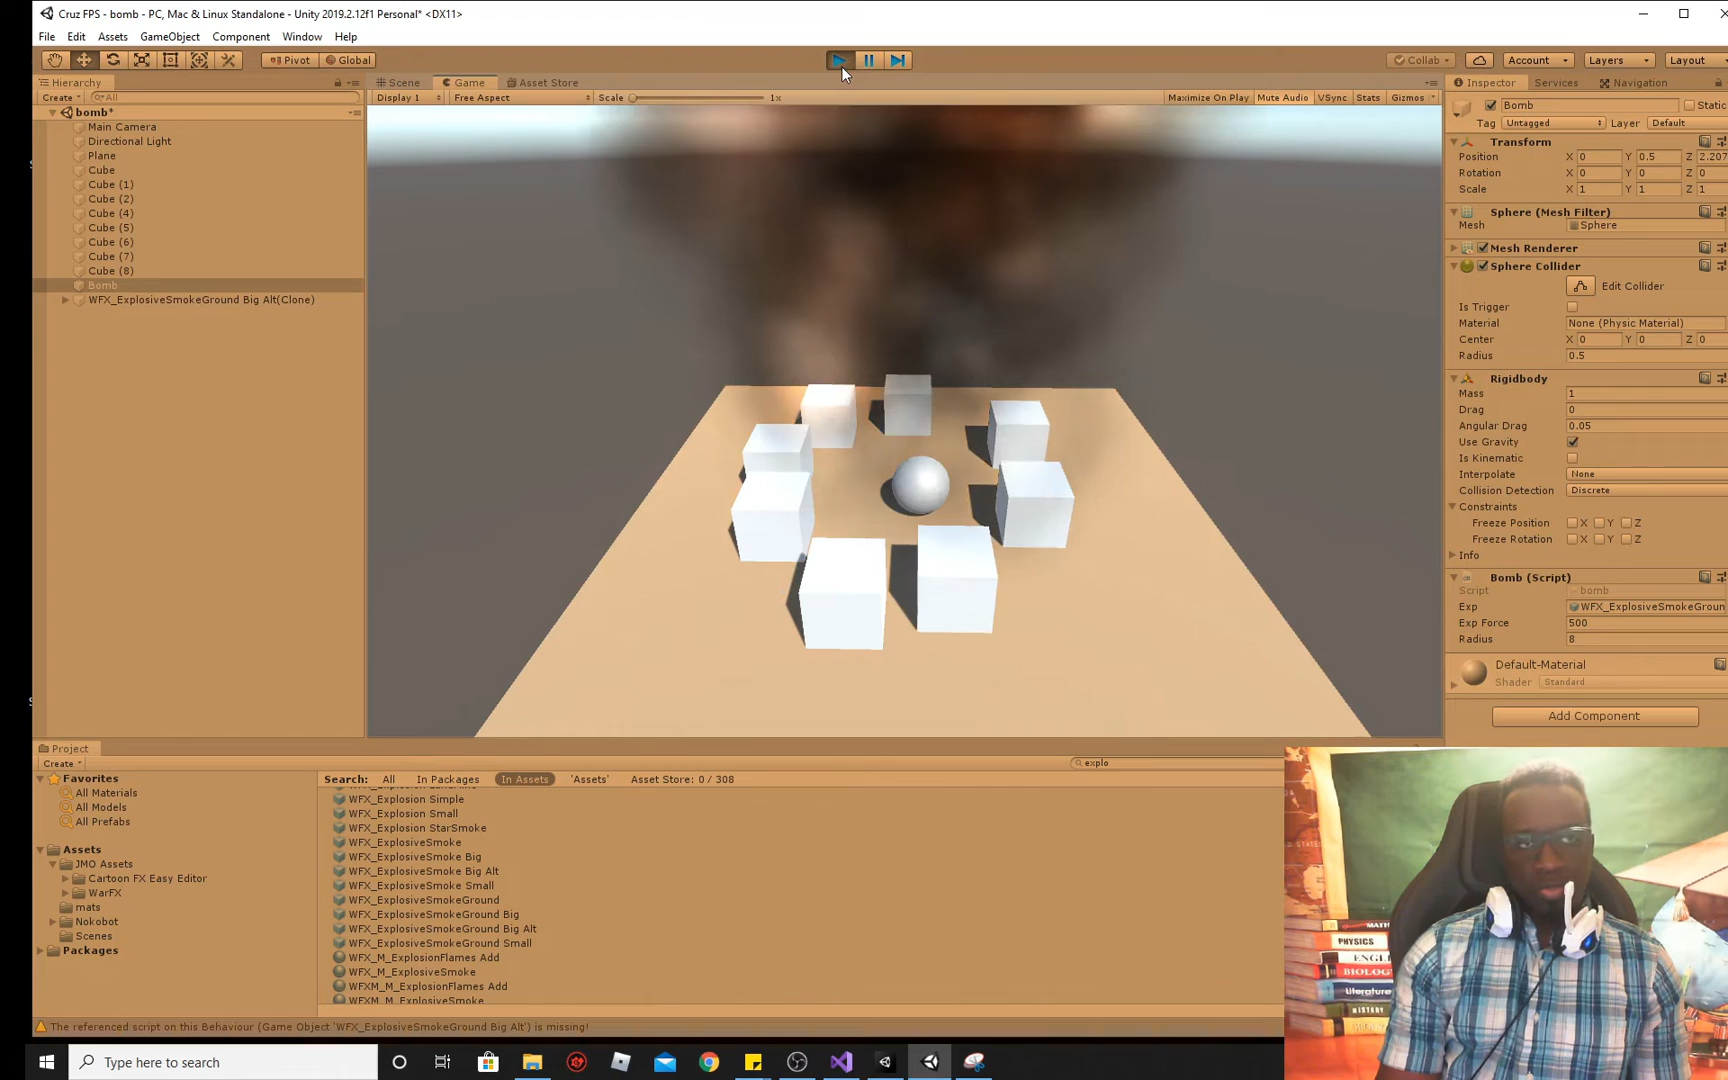 Cruz FPS - bomb - PC, Mac & Linux Standalone - Unity 2019.2.12f1 Personal* <DX11>
File Edit Assets GameObject Component Window Help
Pivot Global Collab Account Layers Layout
Hierarchy Scene Game Asset Store Inspector Services Navigation
Create All Display 1 Free Aspect Scale 1x Maximize On Play Mute Audio VSync Stats Gizmos Bomb Static
bomb*
Tag Untagged Layer Default
Main Camera
Directional Light
Plane
Cube
Cube (1)
Cube (2)
Cube (4)
Cube (5)
Cube (6)
Cube (7)
Cube (8)
Bomb
WFX_ExplosiveSmokeGround Big Alt(Clone)
Transform
Position X 0 Y 0.5 Z 2.207
Rotation X 0 Y 0 Z 0
Scale X 1 Y 1 Z 1
Sphere (Mesh Filter)
Mesh Sphere
Mesh Renderer
Sphere Collider
Edit Collider
Is Trigger
Material None (Physic Material)
Center X 0 Y 0 Z 0
Radius 0.5
Rigidbody
Mass 1
Drag 0
Angular Drag 0.05
Use Gravity
Is Kinematic
Interpolate None
Collision Detection Discrete
Constraints
Freeze Position X Y Z
Freeze Rotation X Y Z
Info
Bomb (Script)
Script bomb
Exp WFX_ExplosiveSmokeGroun
Exp Force 500
Radius 8
Default-Material
Shader Standard
Add Component
Project
Create explo
Favorites
All Materials
All Models
All Prefabs
Assets
JMO Assets
Cartoon FX Easy Editor
WarFX
mats
Nokobot
Scenes
Packages
Search: All In Packages In Assets 'Assets' Asset Store: 0 / 308
WFX_Explosion Simple
WFX_Explosion Small
WFX_Explosion StarSmoke
WFX_ExplosiveSmoke
WFX_ExplosiveSmoke Big
WFX_ExplosiveSmoke Big Alt
WFX_ExplosiveSmoke Small
WFX_ExplosiveSmokeGround
WFX_ExplosiveSmokeGround Big
WFX_ExplosiveSmokeGround Big Alt
WFX_ExplosiveSmokeGround Small
WFX_M_ExplosionFlames Add
WFX_M_ExplosiveSmoke
WFXM_M_ExplosionFlames Add
WFXM_M_ExplosiveSmoke
MATH
PHYSICS
ENGL
BIOLOG
Literature
HISTORY
The referenced script on this Behaviour (Game Object 'WFX_ExplosiveSmokeGround Big Alt') is missing!
Type here to search